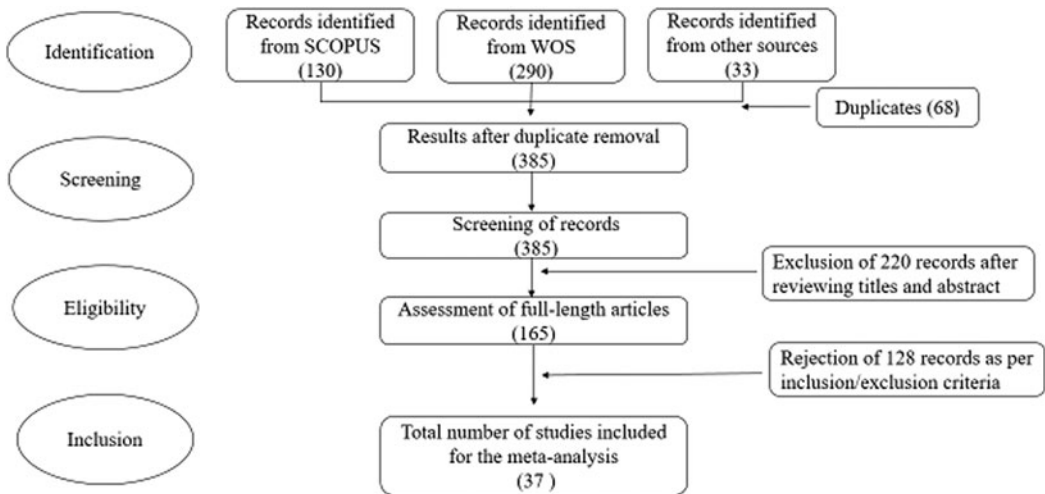 Identification
Records identified
from SCOPUS
(130)
Records identified
from WOS
(290)
Records identified
from other sources
(33)
Duplicates (68)
Results after duplicate removal
(385)
Screening
Screening of records
(385)
Exclusion of 220 records after
reviewing titles and abstract
Eligibility
Assessment of full-length articles
(165)
Rejection of 128 records as per
inclusion/exclusion criteria
Inclusion
Total number of studies included
for the meta-analysis
(37 )